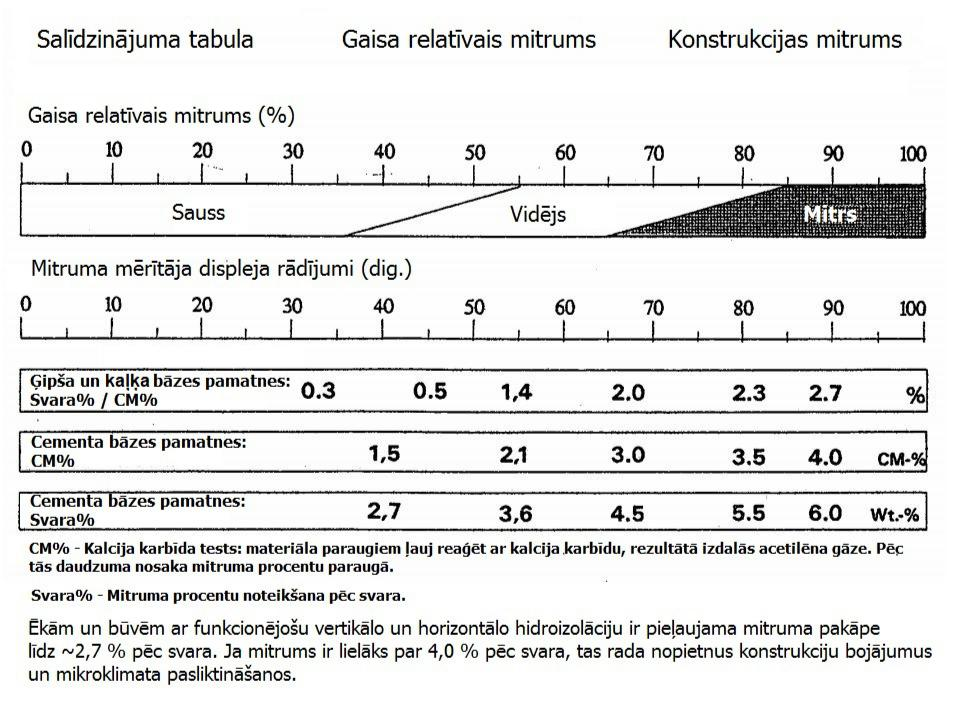 Salīdzinājuma tabula Gaisa relatīvais mitrums Konstrukcijas mitrums
Gaisa relatīvais mitrums (%)
0 10 20 30 40 50 60 70 80 90 100
Sauss Vidējs Mitrs
Mitruma mērītāja displeja rādījumi (dig.)
0 10 20 30 40 50 60 70 80 90 100
Ģipša un kaļķa bāzes pamatnes: 0.3 0.5 1,4 2.0 2.3 2.7 %
Svara% / CM%
Cementa bāzes pamatnes: 1,5 2,1 3.0 3.5 4.0 CM-%
CM%
Cementa bāzes pamatnes: 2,7 3,6 4.5 5.5 6.0 Wt.-%
Svara%
CM% - Kalcija karbīda tests: materiāla paraugiem ļauj reaģēt ar kalcija karbīdu, rezultātā izdalās acetilēna gāze. Pēc
tās daudzuma nosaka mitruma procentu paraugā.
Svara% - Mitruma procentu noteikšana pēc svara.
Ēkām un būvēm ar funkcionējošu vertikālo un horizontālo hidroizolāciju ir pieļaujama mitruma pakāpe
līdz ~2,7 % pēc svara. Ja mitrums ir lielāks par 4,0 % pēc svara, tas rada nopietnus konstrukciju bojājumus
un mikroklimata pasliktināšanos.